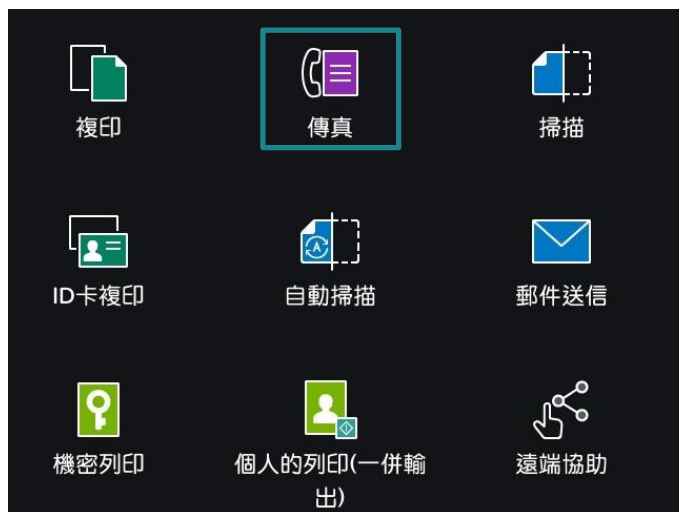 複印
傳真
掃描
ID卡複印
自動掃描
郵件送信
機密列印
個人的列印(一併輸
出)
遠端協助